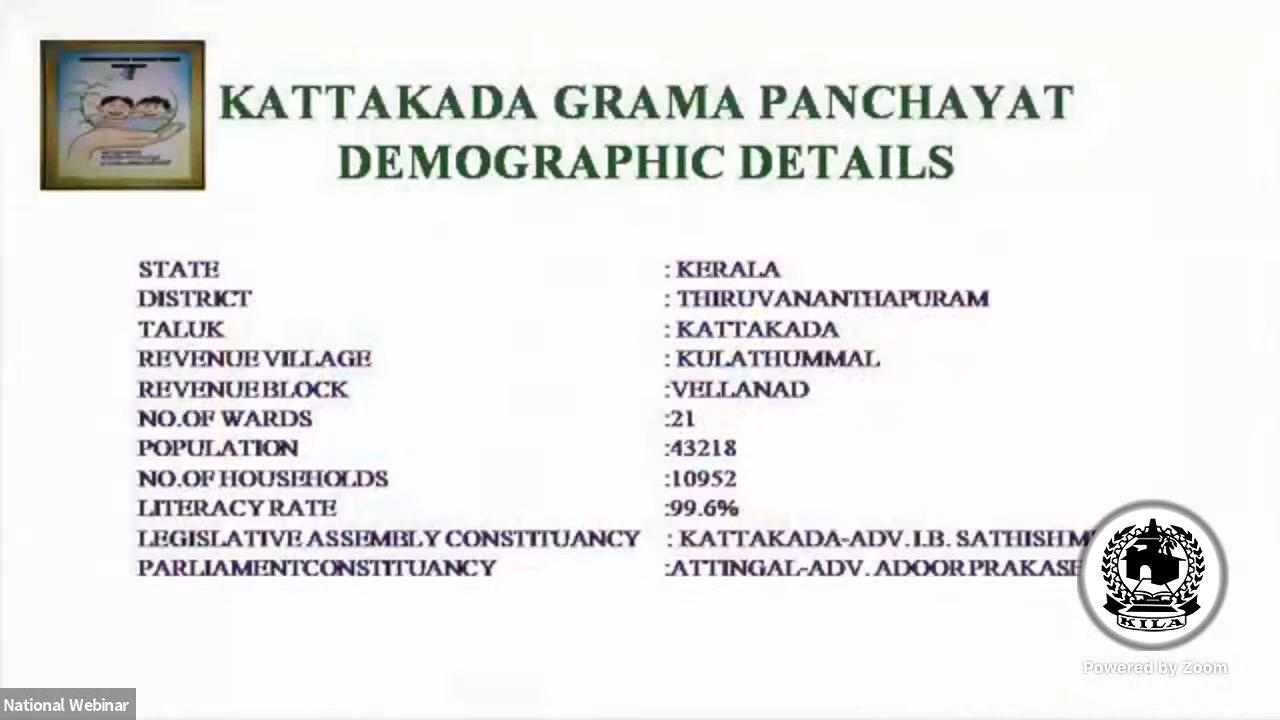 KATTAKADA GRAMA PANCHAYAT
DEMOGRAPHIC DETAILS
STATE : KERALA
DISTRICT : THIRUVANANTHAPURAM
TALUK : KATTAKADA
REVENUE VILLAGE : KULATHUMMAL
REVENUE BLOCK :VELLANAD
NO.OF WARDS :21
POPULATION :43218
NO.OF HOUSEHOLDS :10952
LITERACY RATE :99.6%
LEGISLATIVE ASSEMBLY CONSTITUANCY : KATTAKADA-ADV.I.B. SATHISH
PARLIAMENTCONSTITUANCY :ATTINGAL-ADV. ADOOR
KILA
Powered by Zoom
National Webinar